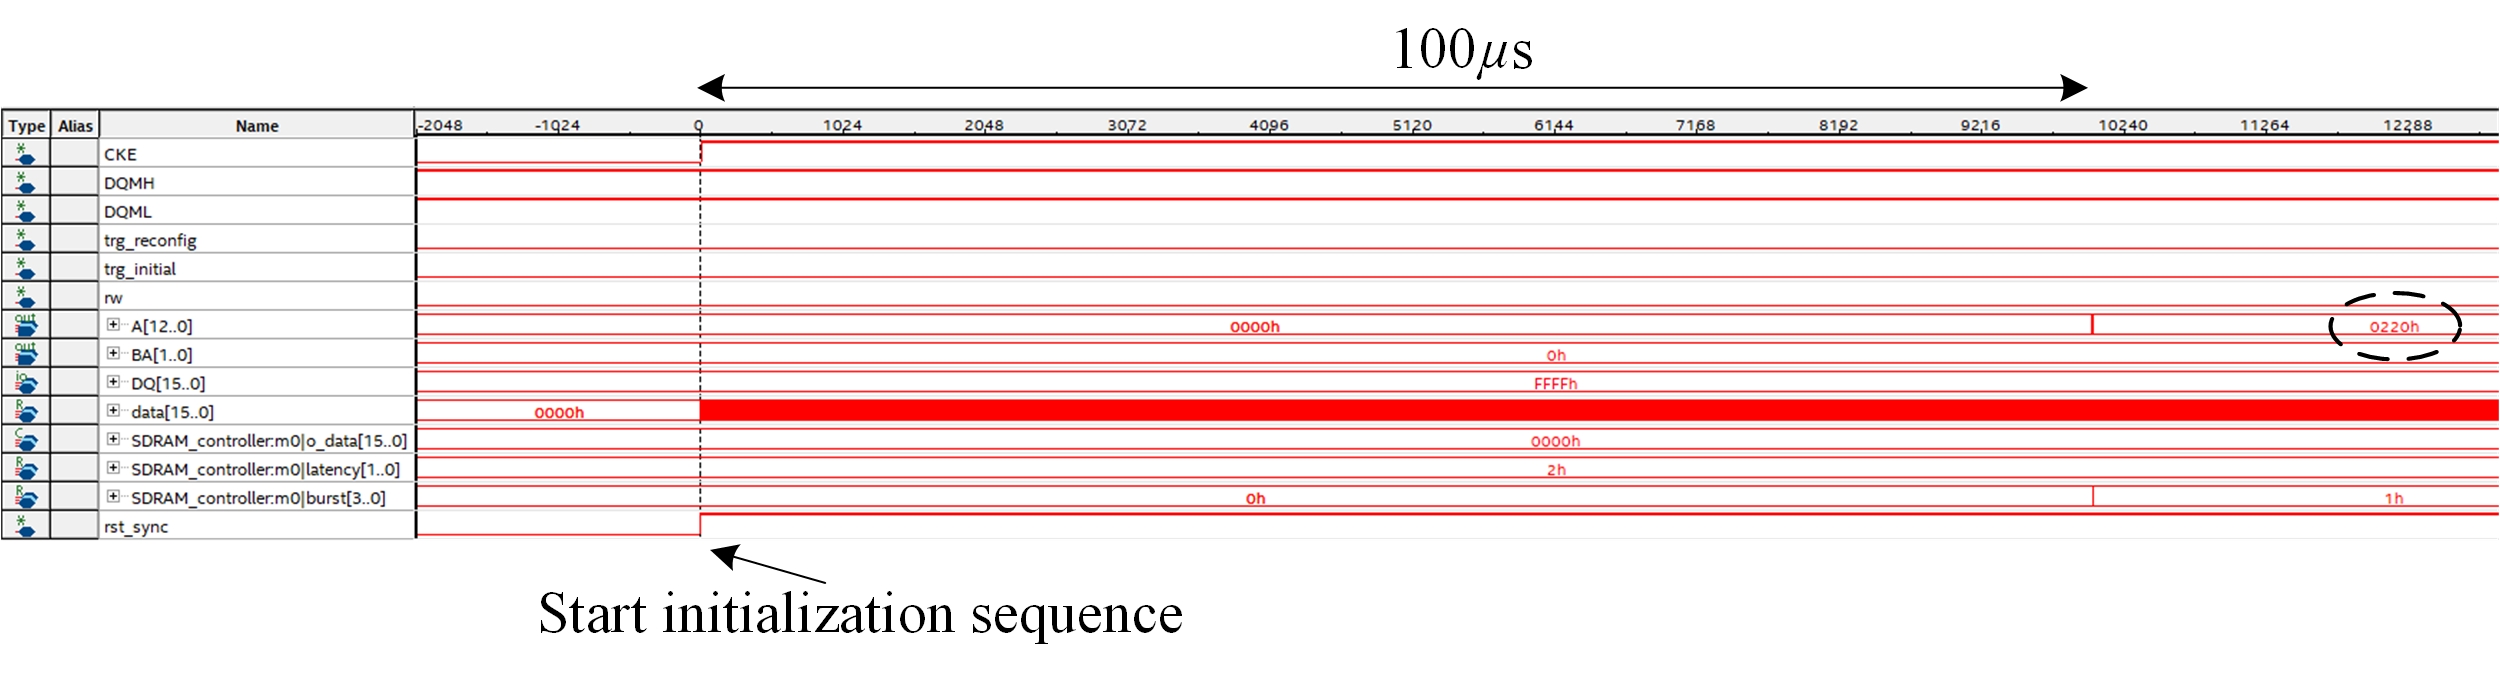 100μs
Type Alias Name -2048 -1024 0 1024 2048 3072 4096 5120 6144 7168 8192 9216 10240 11264 12288
CKE
DQMH
DQML
trg_reconfig
trg_initial
rw
out A[12..0] 0000h 0220h
out BA[1..0] 0h
io DQ[15..0] FFFFh
R data[15..0] 0000h
C SDRAM_controller:m0|o_data[15..0] 0000h
R SDRAM_controller:m0|latency[1..0] 2h
R SDRAM_controller:m0|burst[3..0] 0h 1h
rst_sync
Start initialization sequence